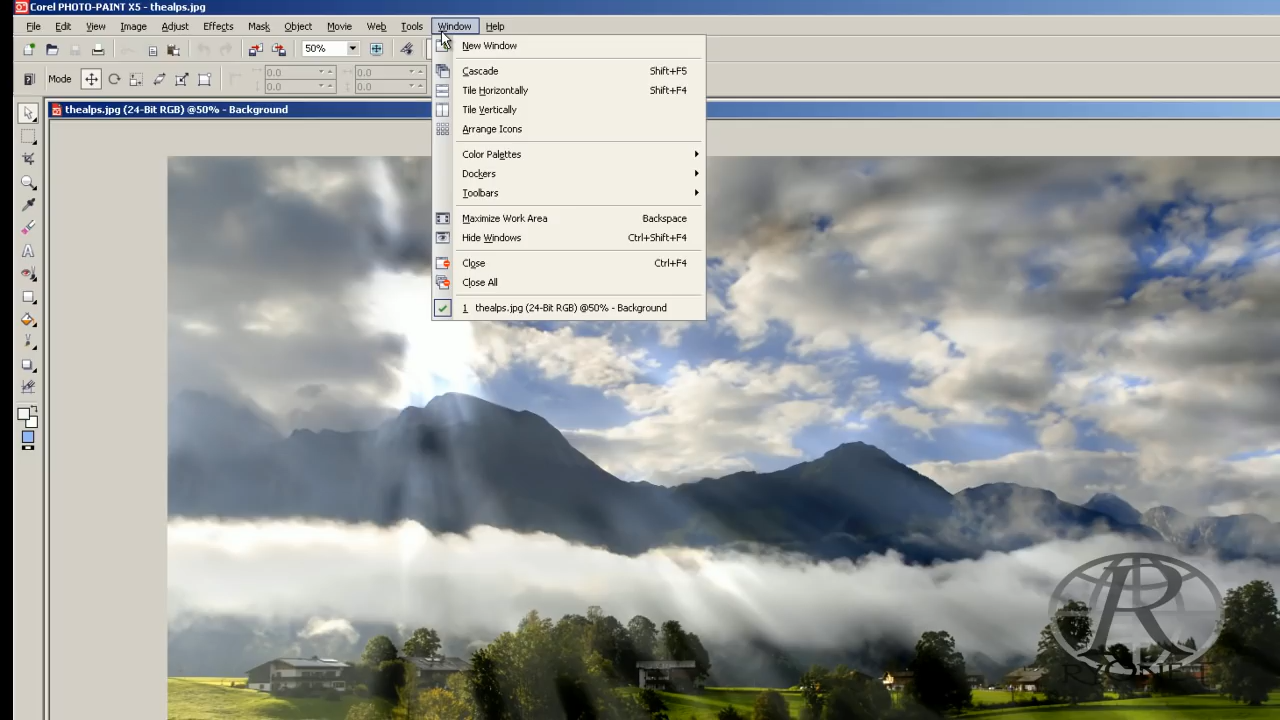 Corel PHOTO-PAINT X5 - thealps.jpg
File Edit View Image Adjust Effects Mask Object Movie Web Tools Window Help
50%
Mode 0.0 0.0
0.0 0.0
thealps.jpg (24-Bit RGB) @50% - Background
New Window
Cascade Shift+F5
Tile Horizontally Shift+F4
Tile Vertically
Arrange Icons
Color Palettes
Dockers
Toolbars
Maximize Work Area Backspace
Hide Windows Ctrl+Shift+F4
Close Ctrl+F4
Close All
1 thealps.jpg (24-Bit RGB) @50% - Background
R